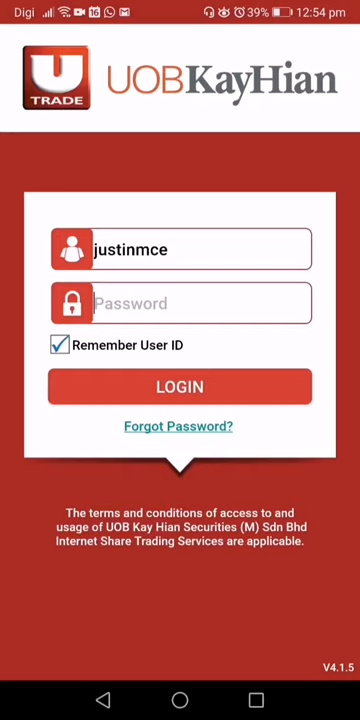 Digi 16 39% 12:54 pm
U
TRADE
UOBKayHian
justinmce
Password
Remember User ID
LOGIN
Forgot Password?
The terms and conditions of access to and
usage of UOB Kay Hian Securities (M) Sdn Bhd
Internet Share Trading Services are applicable.
V4.1.5